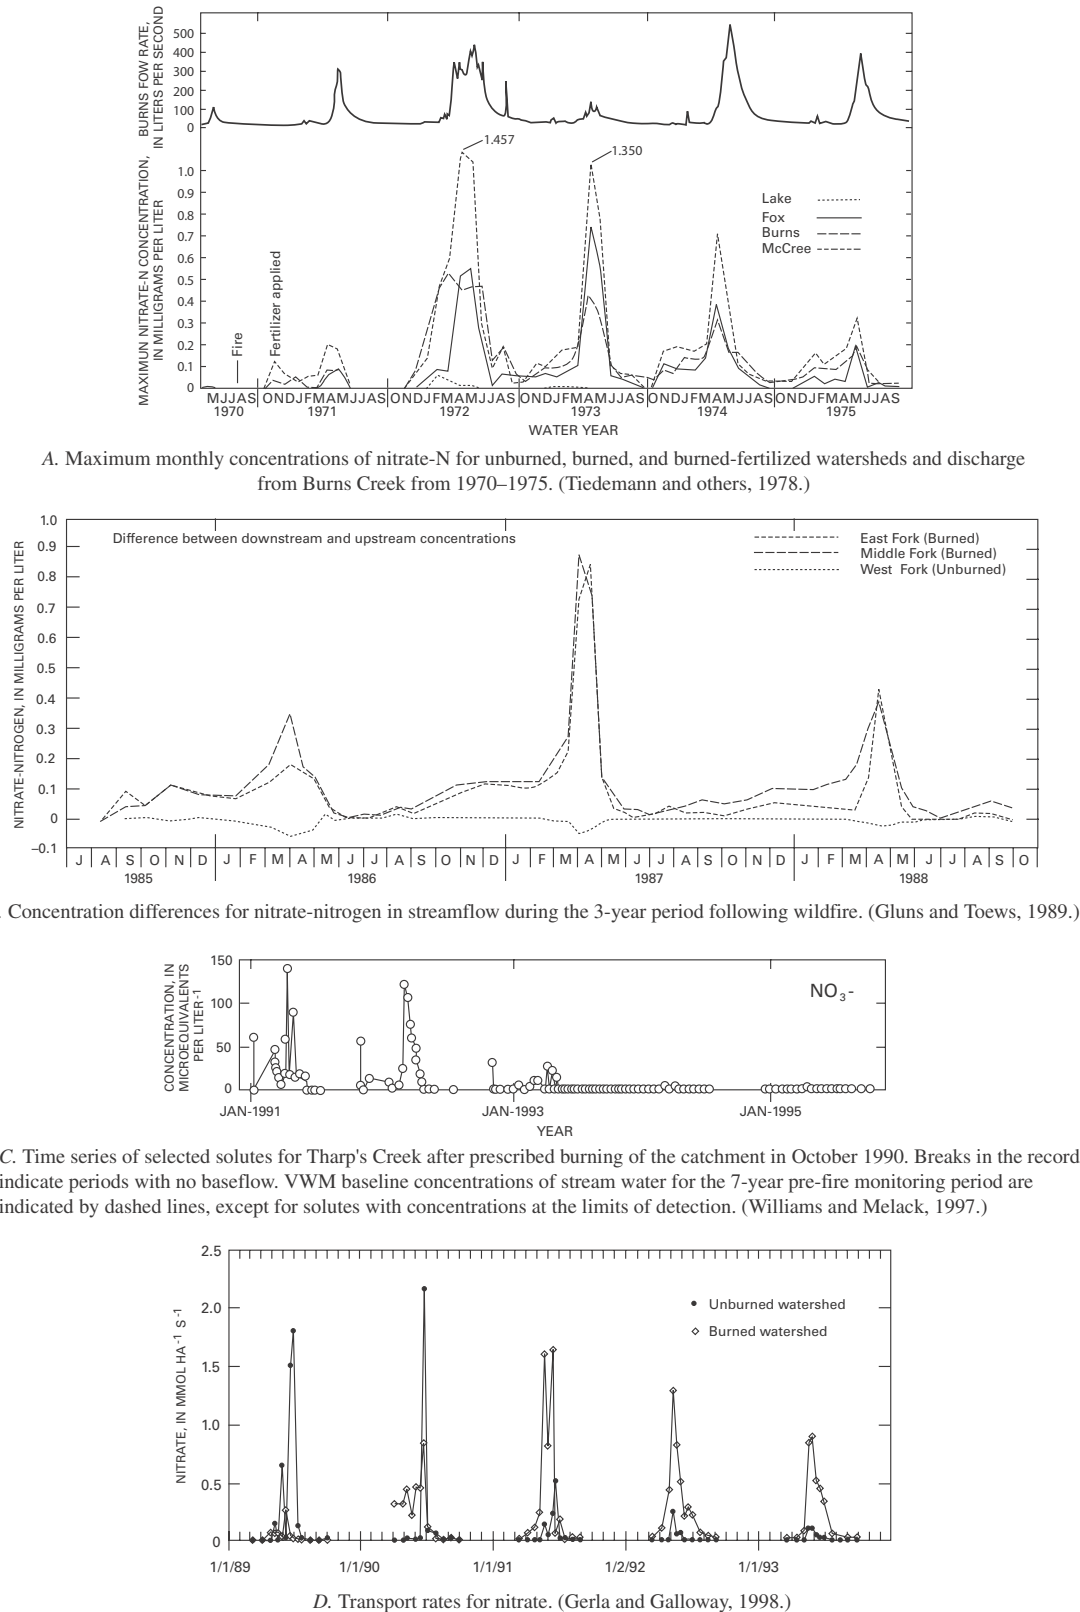 BURNS FOW RATE,
IN LITERS PER SECOND
500
400
300
200
100
0
MAXIMUN NITRATE-N CONCENTRATION,
IN MILLIGRAMS PER LITER
1.0
0.9
0.8
0.7
0.6
0.5
0.4
0.3
0.2
0.1
0
1.457
1.350
Lake
Fox
Burns
McCree
Fire
Fertilizer applied
MJJAS ONDJFMAMJJAS ONDJFMAMJJAS ONDJFMAMJJAS ONDJFMAMJJAS ONDJFMAMJJAS
1970 1971 1972 1973 1974 1975
WATER YEAR
A. Maximum monthly concentrations of nitrate-N for unburned, burned, and burned-fertilized watersheds and discharge
from Burns Creek from 1970–1975. (Tiedemann and others, 1978.)
NITRATE-NITROGEN, IN MILLIGRAMS PER LITER
1.0
0.9
0.8
0.7
0.6
0.5
0.4
0.3
0.2
0.1
0
–0.1
Difference between downstream and upstream concentrations
East Fork (Burned)
Middle Fork (Burned)
West Fork (Unburned)
J A S O N D J F M A M J J A S O N D J F M A M J J A S O N D J F M A M J J A S O
1985 1986 1987 1988
. Concentration differences for nitrate-nitrogen in streamflow during the 3-year period following wildfire. (Gluns and Toews, 1989.)
CONCENTRATION, IN
MICROEQUIVALENTS
PER LITER-1
150
100
50
0
NO3-
JAN-1991 JAN-1993 JAN-1995
YEAR
C. Time series of selected solutes for Tharp's Creek after prescribed burning of the catchment in October 1990. Breaks in the record
indicate periods with no baseflow. VWM baseline concentrations of stream water for the 7-year pre-fire monitoring period are
indicated by dashed lines, except for solutes with concentrations at the limits of detection. (Williams and Melack, 1997.)
NITRATE, IN MMOL HA-1 S-1
2.5
2.0
1.5
1.0
0.5
0
Unburned watershed
Burned watershed
1/1/89 1/1/90 1/1/91 1/2/92 1/1/93
D. Transport rates for nitrate. (Gerla and Galloway, 1998.)